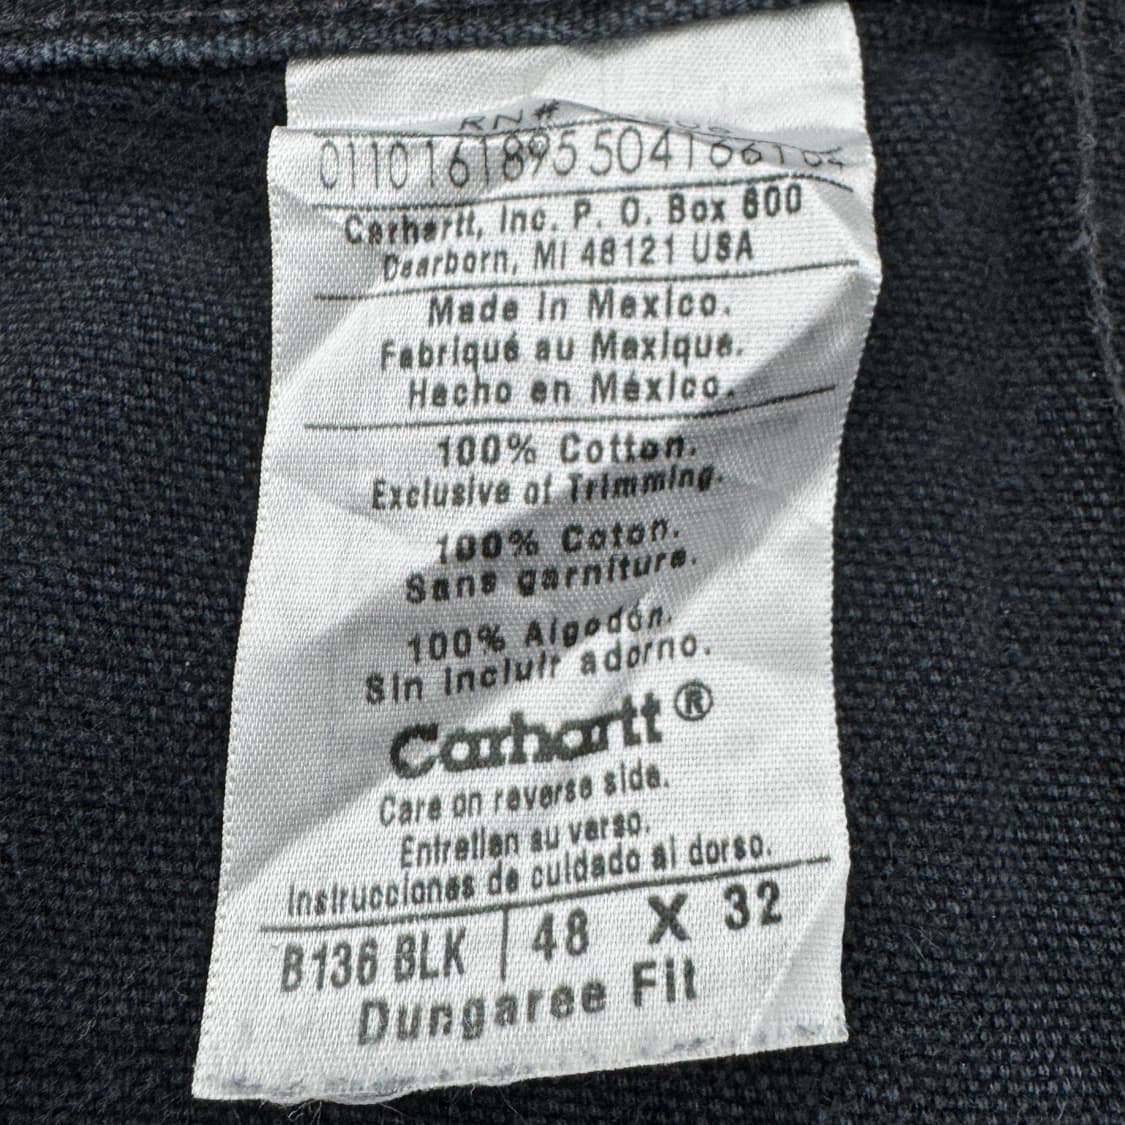 RN#
0110161895504166104
Carhartt, Inc. P. O. Box 600
Dearborn, MI 48121 USA
Made in Mexico.
Fabriqué au Mexique.
Hecho en México.
100% Cotton.
Exclusive of Trimming.
100% Coton.
Sans garniture.
100% Algodón.
Sin incluir adorno.
Carhartt®
Care on reverse side.
Entretien au verso.
Instrucciones de cuidado al dorso.
B136 BLK | 48 X 32
Dungaree Fit